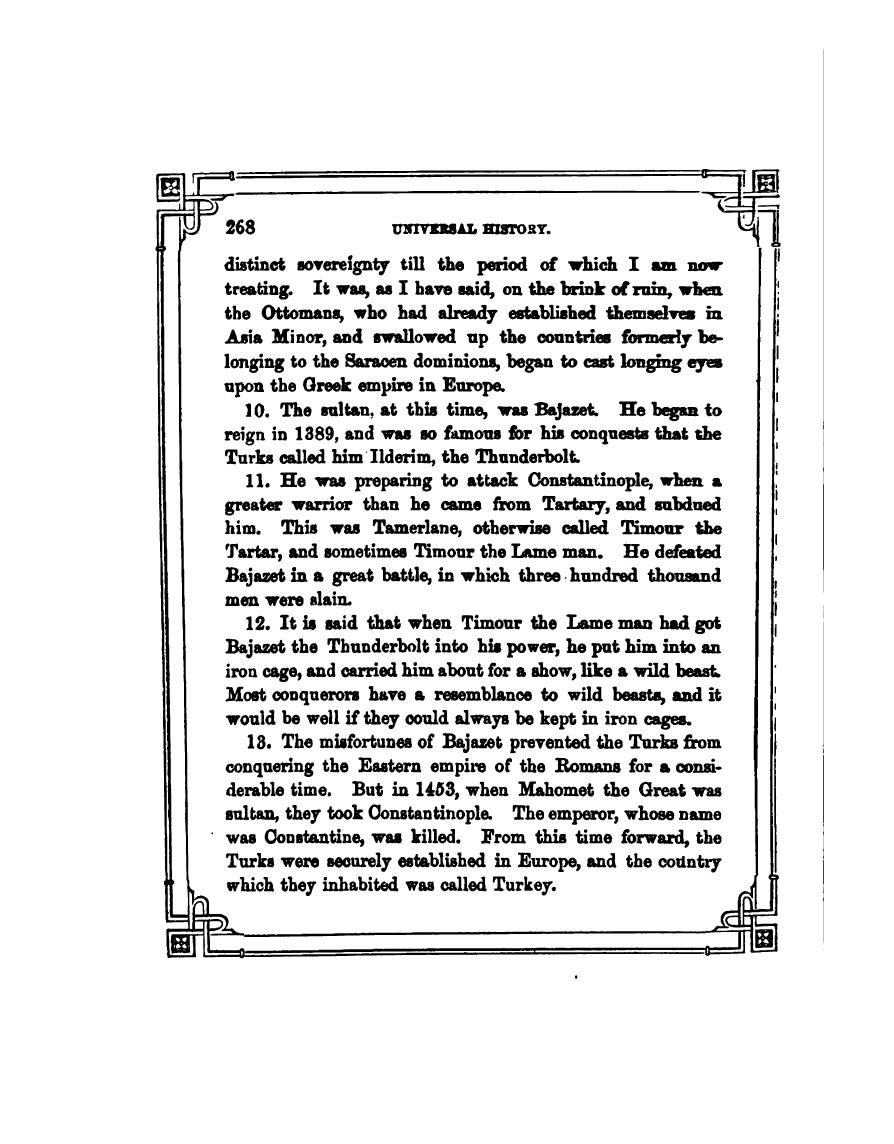 268 UNIVERSAL HISTORY.
distinct sovereignty till the period of which I am now
treating. It was, as I have said, on the brink of ruin, when
the Ottomans, who had already established themselves in
Asia Minor, and swallowed up the countries formerly be-
longing to the Saracen dominions, began to cast longing eyes
upon the Greek empire in Europe.
10. The sultan, at this time, was Bajazet. He began to
reign in 1389, and was so famous for his conquests that the
Turks called him Ilderim, the Thunderbolt.
11. He was preparing to attack Constantinople, when a
greater warrior than he came from Tartary, and subdued
him. This was Tamerlane, otherwise called Timour the
Tartar, and sometimes Timour the Lame man. He defeated
Bajazet in a great battle, in which three hundred thousand
men were slain.
12. It is said that when Timour the Lame man had got
Bajazet the Thunderbolt into his power, he put him into an
iron cage, and carried him about for a show, like a wild beast.
Most conquerors have a resemblance to wild beasts, and it
would be well if they could always be kept in iron cages.
13. The misfortunes of Bajazet prevented the Turks from
conquering the Eastern empire of the Romans for a consi-
derable time. But in 1453, when Mahomet the Great was
sultan, they took Constantinople. The emperor, whose name
was Constantine, was killed. From this time forward, the
Turks were securely established in Europe, and the country
which they inhabited was called Turkey.